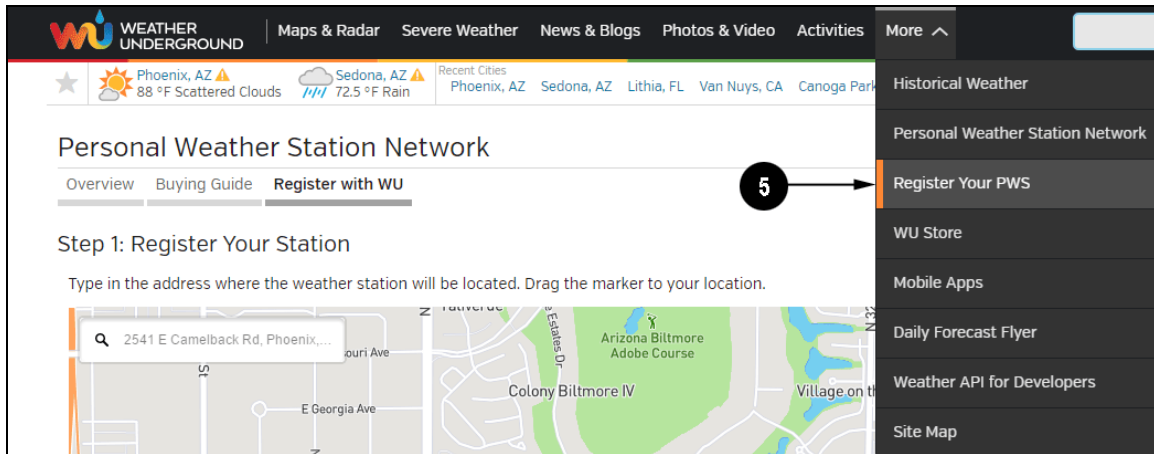 WEATHER
UNDERGROUND
Maps & Radar Severe Weather News & Blogs Photos & Video Activities More
Phoenix, AZ
88 °F Scattered Clouds
Sedona, AZ
72.5 °F Rain
Recent Cities
Phoenix, AZ Sedona, AZ Lithia, FL Van Nuys, CA Canoga Park
Historical Weather
Personal Weather Station Network
Register Your PWS
WU Store
Mobile Apps
Daily Forecast Flyer
Weather API for Developers
Site Map
5
Personal Weather Station Network
Overview Buying Guide Register with WU
Step 1: Register Your Station
Type in the address where the weather station will be located. Drag the marker to your location.
2541 E Camelback Rd, Phoenix,...
ouri Ave
St
N
Estates Dr
Arizona Biltmore
Adobe Course
N 32
Colony Biltmore IV
Village on t
E Georgia Ave
N